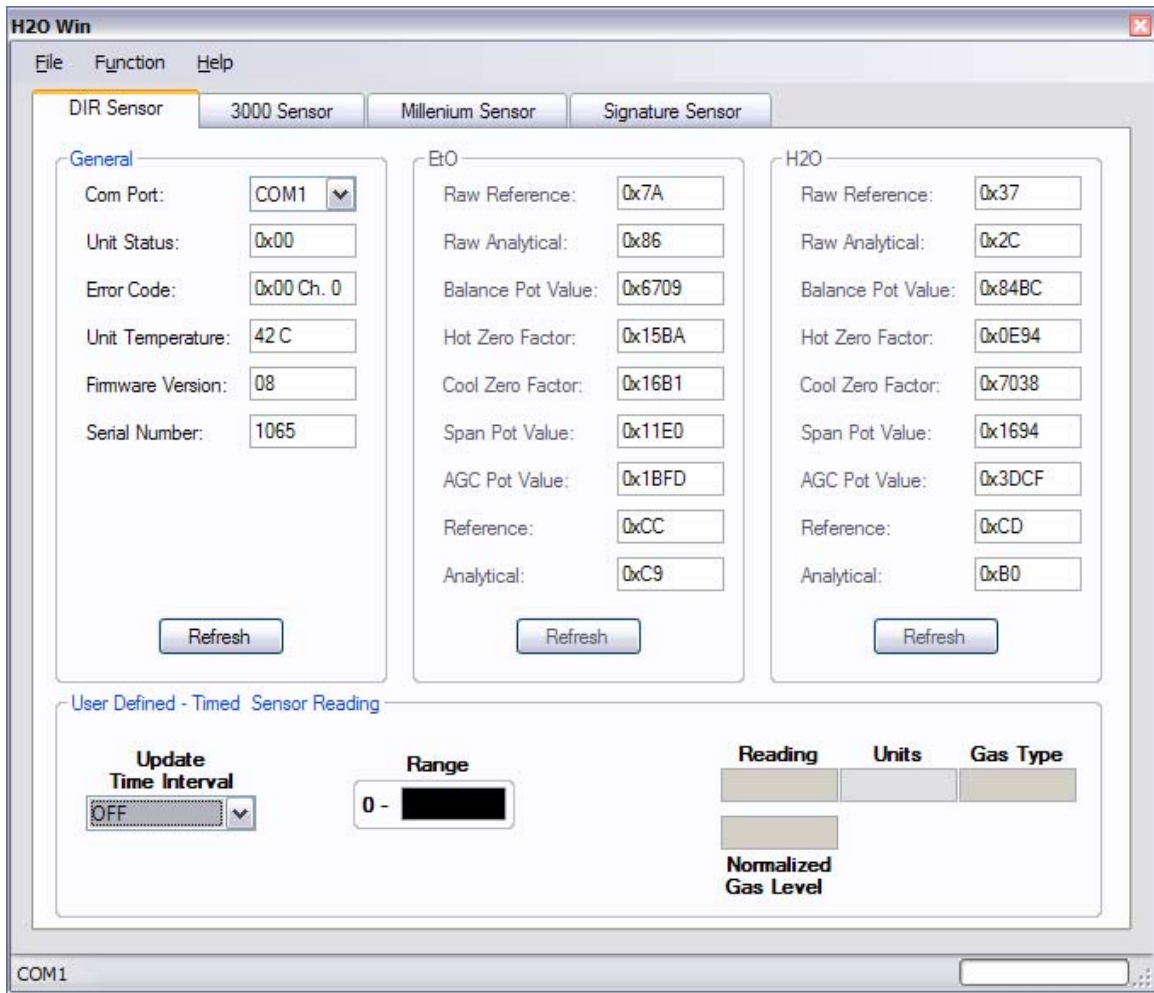 H2O Win
File Function Help
DIR Sensor 3000 Sensor Millenium Sensor Signature Sensor
General
Com Port: COM1
Unit Status: 0x00
Error Code: 0x00 Ch. 0
Unit Temperature: 42 C
Firmware Version: 08
Serial Number: 1065
Refresh
EtO
Raw Reference: 0x7A
Raw Analytical: 0x86
Balance Pot Value: 0x6709
Hot Zero Factor: 0x15BA
Cool Zero Factor: 0x16B1
Span Pot Value: 0x11E0
AGC Pot Value: 0x1BFD
Reference: 0xCC
Analytical: 0xC9
Refresh
H2O
Raw Reference: 0x37
Raw Analytical: 0x2C
Balance Pot Value: 0x84BC
Hot Zero Factor: 0x0E94
Cool Zero Factor: 0x7038
Span Pot Value: 0x1694
AGC Pot Value: 0x3DCF
Reference: 0xCD
Analytical: 0xB0
Refresh
User Defined - Timed Sensor Reading
Update
Time Interval
OFF
Range
0 -
Reading Units Gas Type
Normalized
Gas Level
COM1